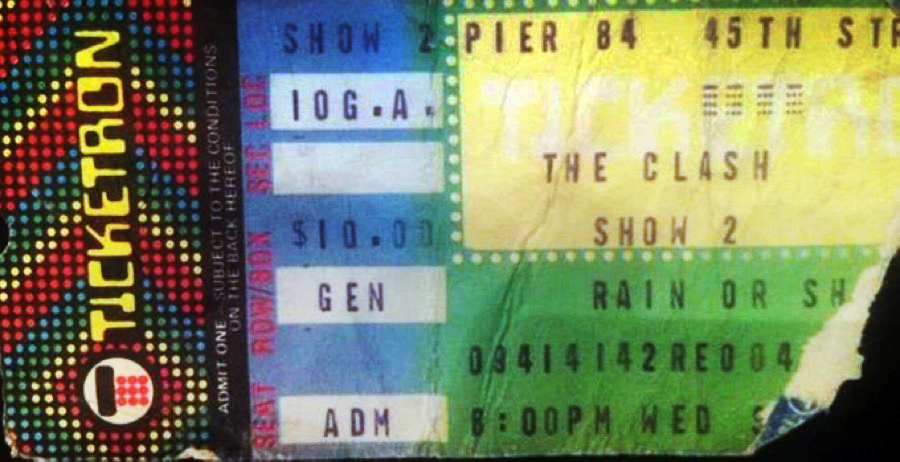 TICKETRON
ADMIT ONE - SUBJECT TO THE CONDITIONS
ON THE BACK HEREOF
SEAT ROW/BOX SEC. LOC
SHOW 2
10G.A.
$10.00
GEN
ADM
PIER 84 45TH STR
THE CLASH
SHOW 2
RAIN OR SH
8:00PM WED